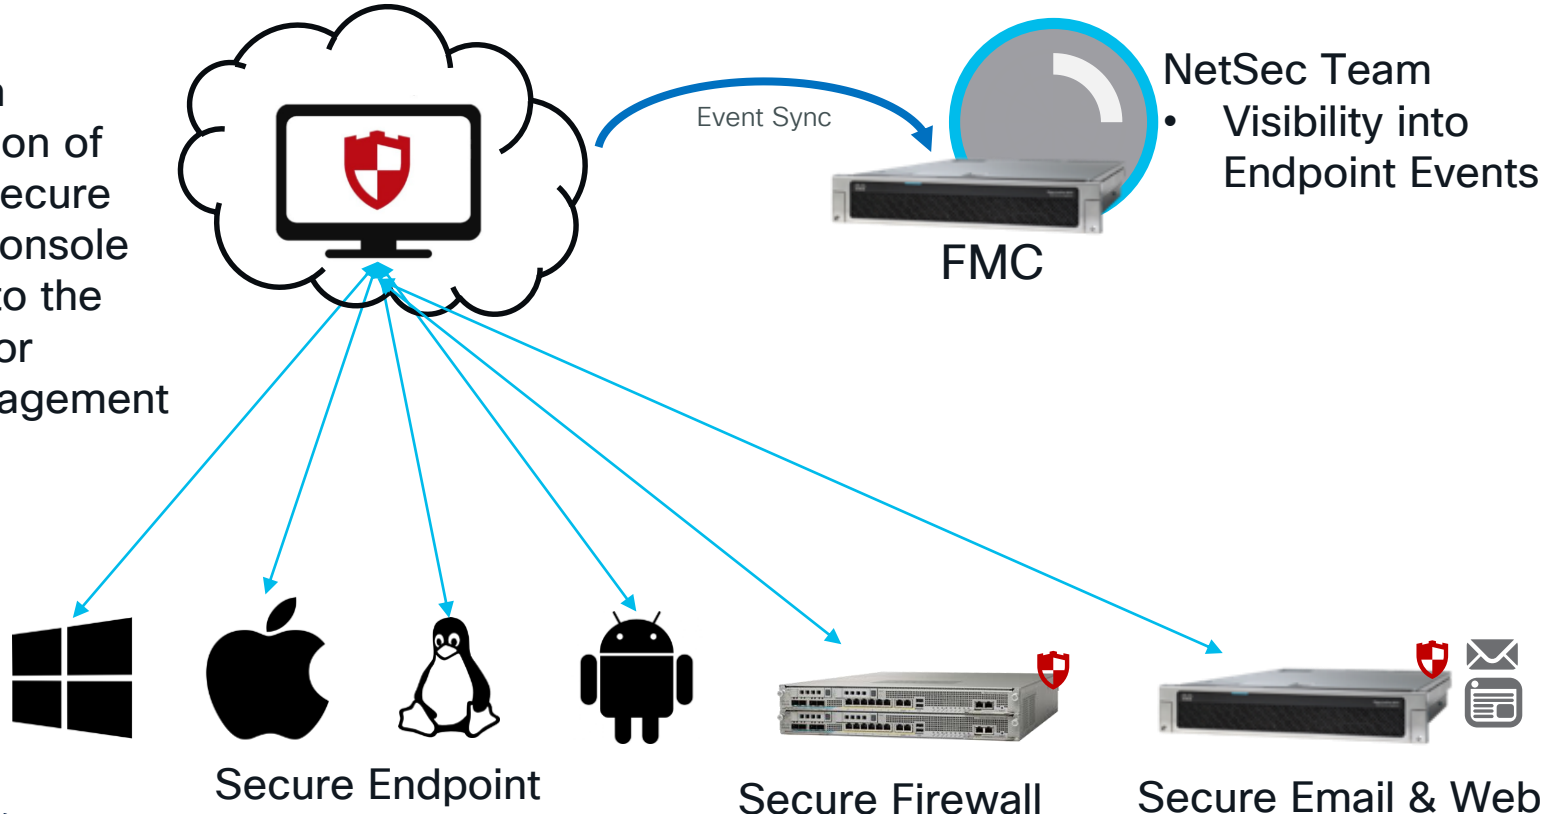 on of
ecure
onsole
to the
or
agement
Event Sync
NetSec Team
• Visibility into
Endpoint Events
FMC
Secure Endpoint
Secure Firewall
Secure Email & Web